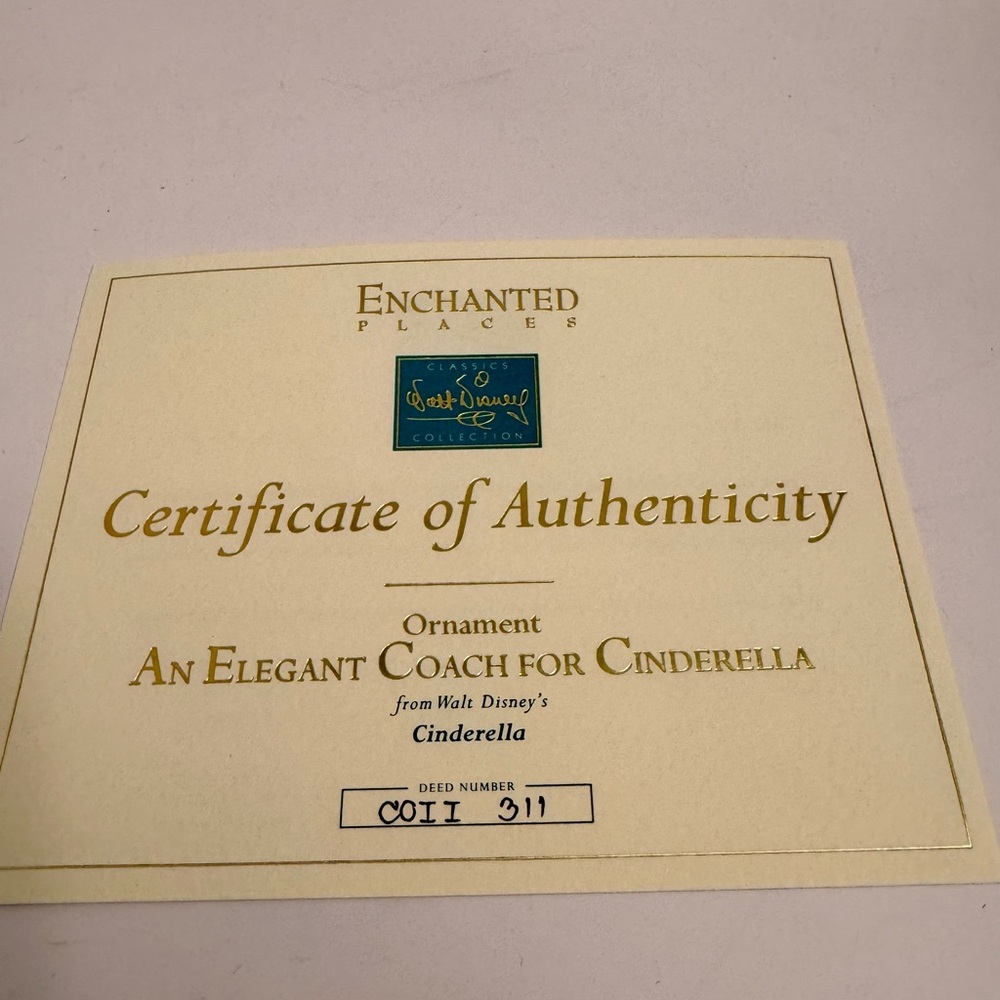 ENCHANTED
PLACES
CLASSICS
Walt Disney
COLLECTION
Certificate of Authenticity
Ornament
AN ELEGANT COACH FOR CINDERELLA
from Walt Disney's
Cinderella
DEED NUMBER
COII 311